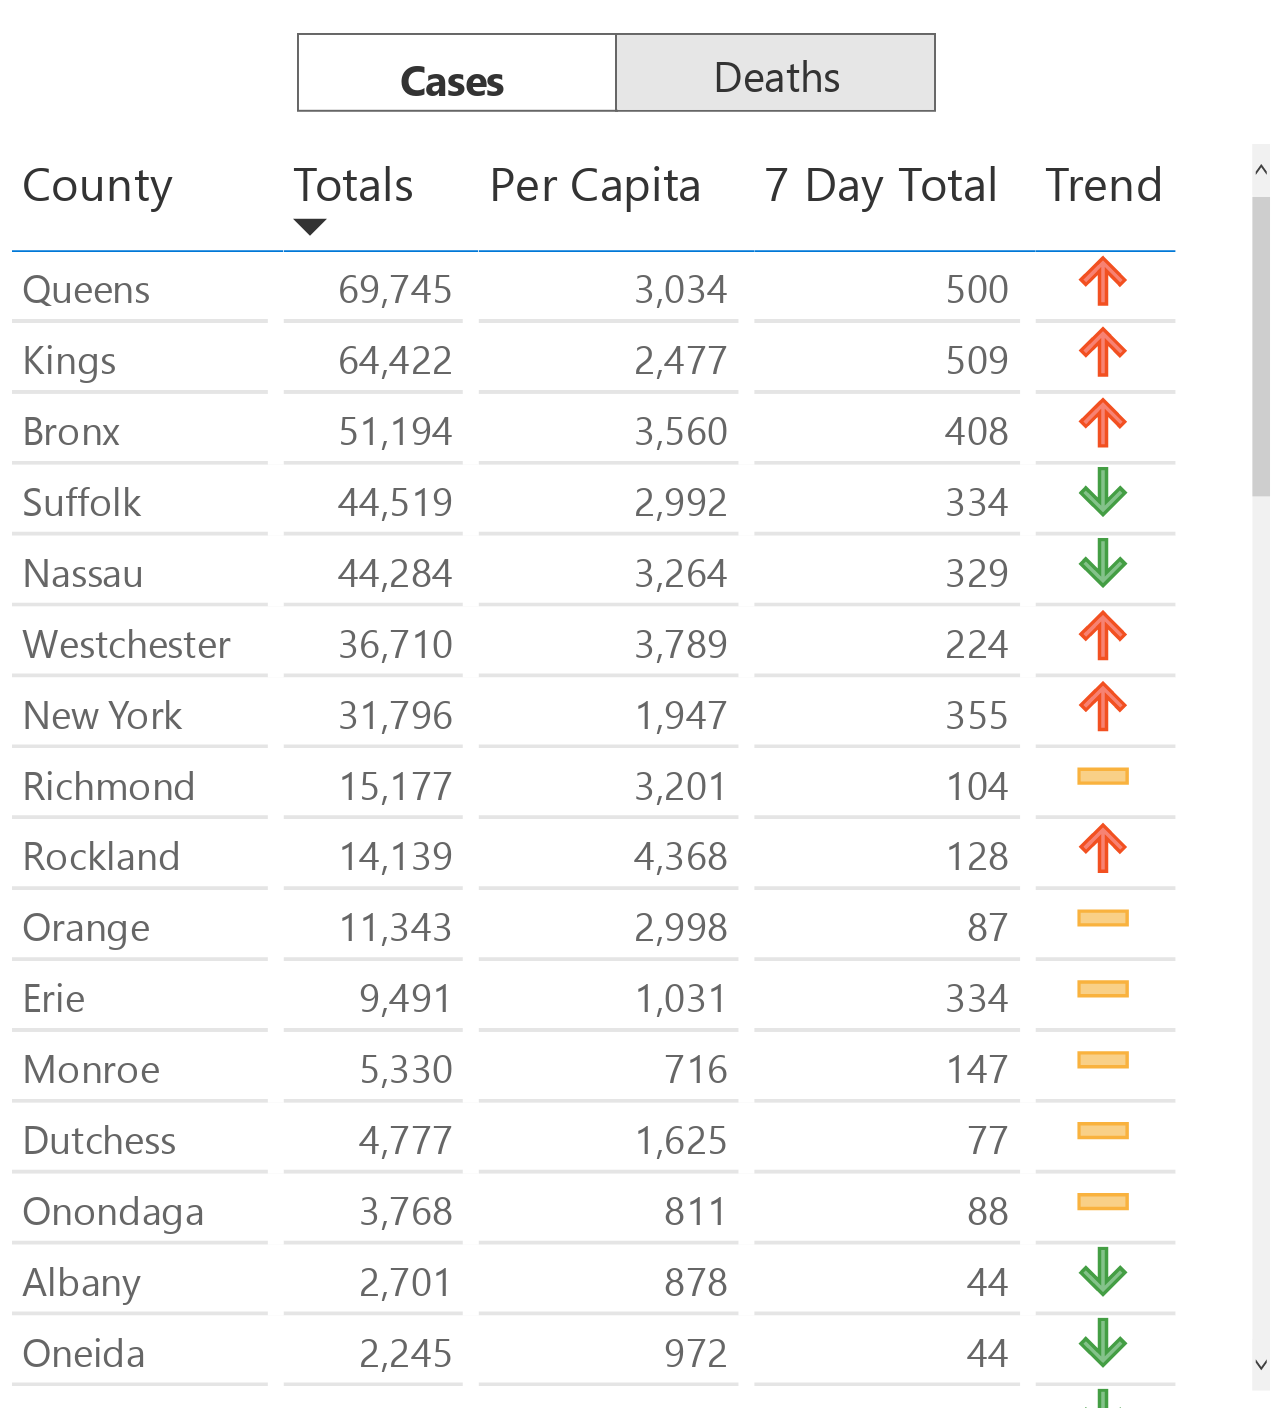 Cases Deaths
County Totals Per Capita 7 Day Total Trend
Queens 69,745 3,034 500
Kings 64,422 2,477 509
Bronx 51,194 3,560 408
Suffolk 44,519 2,992 334
Nassau 44,284 3,264 329
Westchester 36,710 3,789 224
New York 31,796 1,947 355
Richmond 15,177 3,201 104
Rockland 14,139 4,368 128
Orange 11,343 2,998 87
Erie 9,491 1,031 334
Monroe 5,330 716 147
Dutchess 4,777 1,625 77
Onondaga 3,768 811 88
Albany 2,701 878 44
Oneida 2,245 972 44